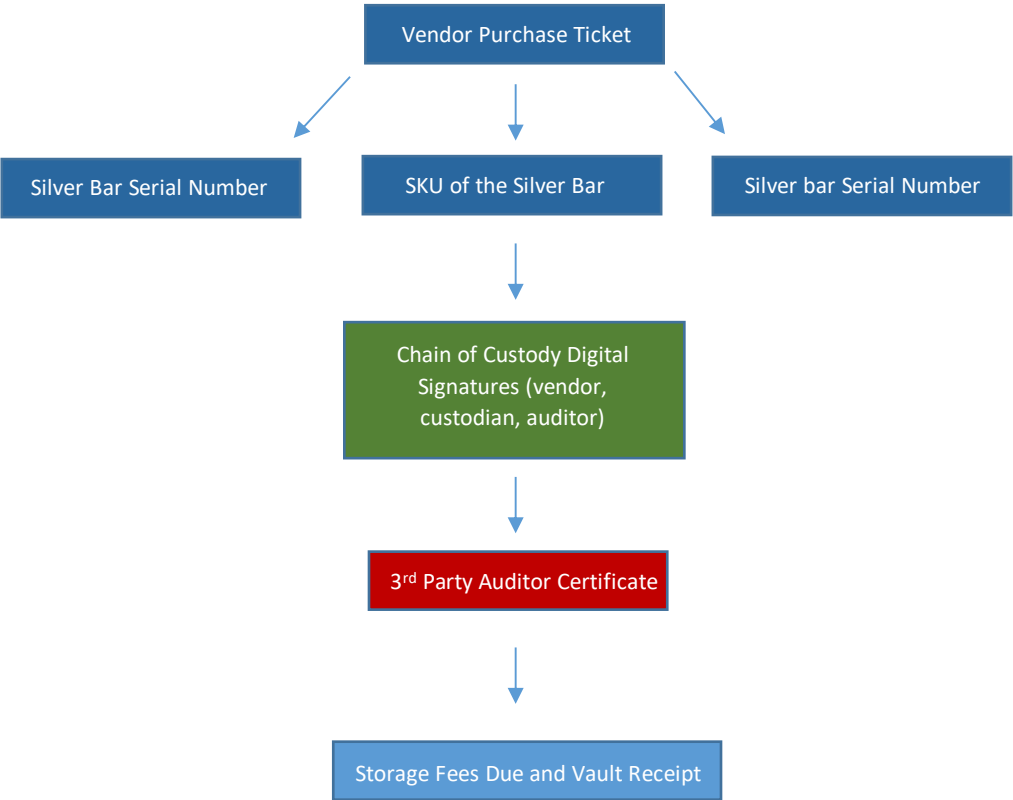 Vendor Purchase Ticket
Silver Bar Serial Number
SKU of the Silver Bar
Silver bar Serial Number
Chain of Custody Digital
Signatures (vendor,
custodian, auditor)
3rd Party Auditor Certificate
Storage Fees Due and Vault Receipt